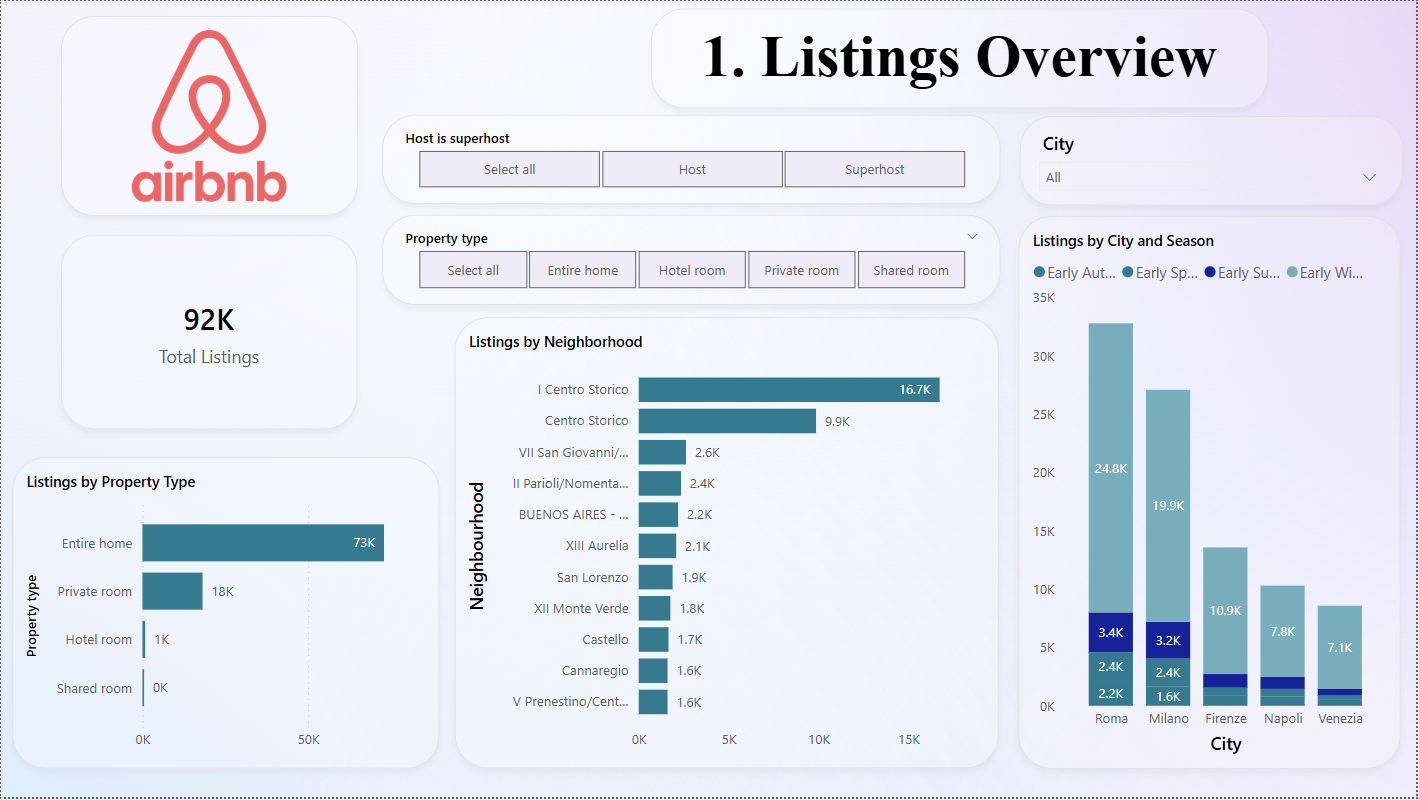 airbnb
1. Listings Overview
Host is superhost
Select all Host Superhost
City
All
Property type
Select all Entire home Hotel room Private room Shared room
92K
Total Listings
Listings by Property Type
Property type
Entire home 73K
Private room 18K
Hotel room 1K
Shared room 0K
0K 50K
Listings by Neighborhood
Neighbourhood
I Centro Storico 16.7K
Centro Storico 9.9K
VII San Giovanni/... 2.6K
II Parioli/Nomenta... 2.4K
BUENOS AIRES - ... 2.2K
XIII Aurelia 2.1K
San Lorenzo 1.9K
XII Monte Verde 1.8K
Castello 1.7K
Cannaregio 1.6K
V Prenestino/Cent... 1.6K
0K 5K 10K 15K
Listings by City and Season
Early Aut... Early Sp... Early Su... Early Wi...
35K
30K
25K
20K
15K
10K
5K
0K
24.8K
3.4K
2.4K
2.2K
19.9K
3.2K
2.4K
1.6K
10.9K
7.8K
7.1K
Roma Milano Firenze Napoli Venezia
City